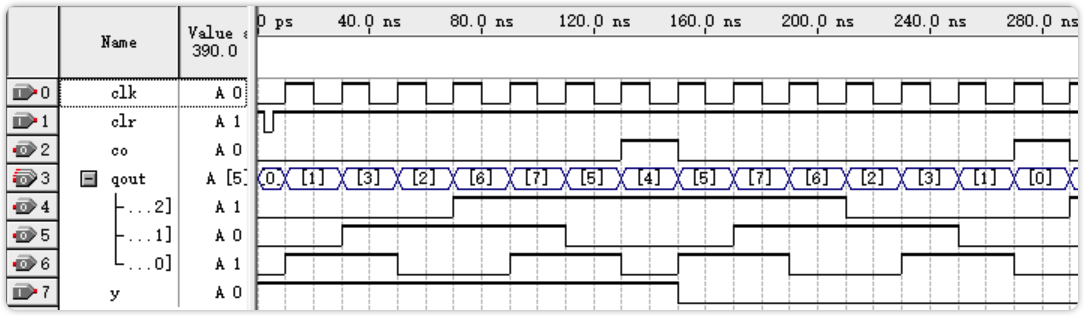 Name Value 390.0 0 ps 40.0 ns 80.0 ns 120.0 ns 160.0 ns 200.0 ns 240.0 ns 280.0 ns
0 clk A 0
1 clr A 1
2 co A 0
3 qout A [5] 0 [1] [3] [2] [6] [7] [5] [4] [5] [7] [6] [2] [3] [1] [0]
4 ...2] A 1
5 ...1] A 0
6 ...0] A 1
7 y A 0